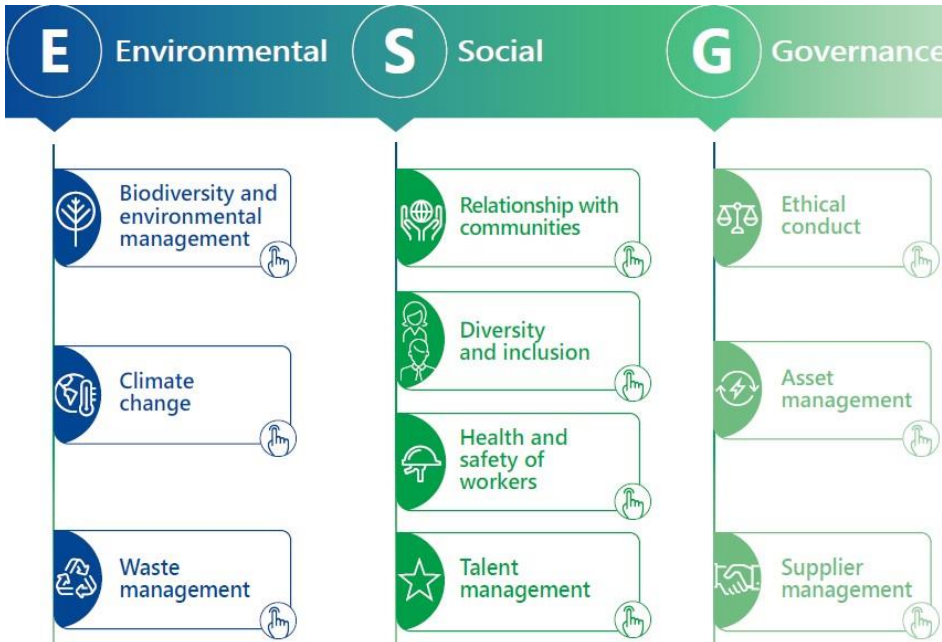 E Environmental
Biodiversity and
environmental
management
Climate
change
Waste
management
S Social
Relationship with
communities
Diversity
and inclusion
Health and
safety of
workers
Talent
management
G Governance
Ethical
conduct
Asset
management
Supplier
management